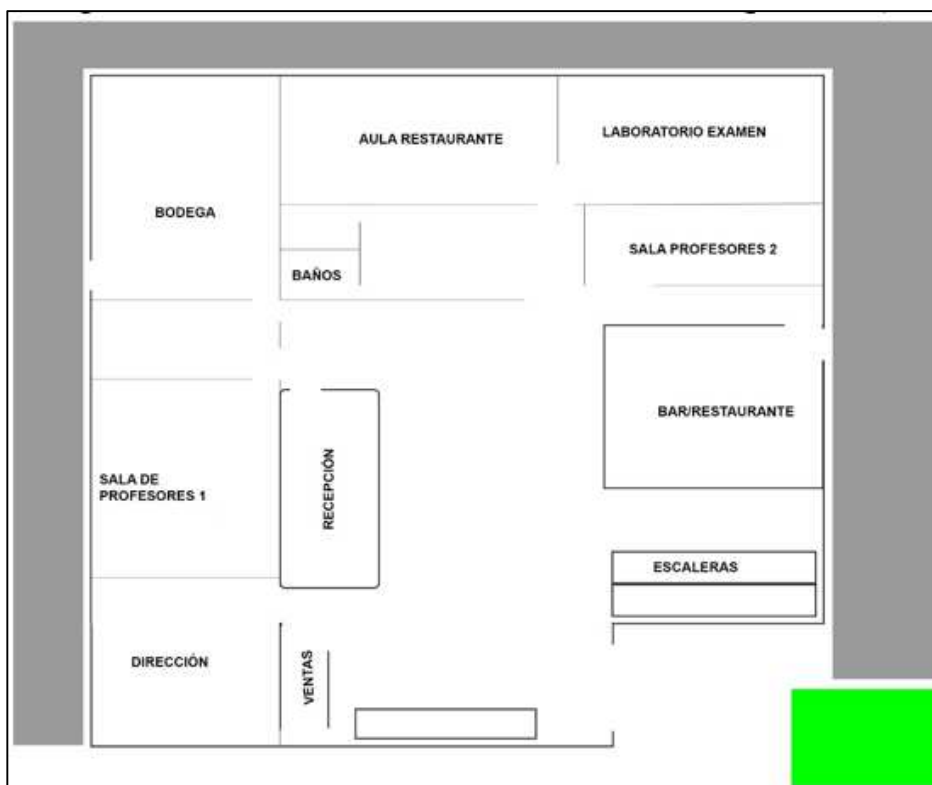 AULA RESTAURANTE
LABORATORIO EXAMEN
BODEGA
BAÑOS
SALA PROFESORES 2
BAR/RESTAURANTE
SALA DE
PROFESORES 1
RECEPCIÓN
ESCALERAS
DIRECCIÓN
VENTAS